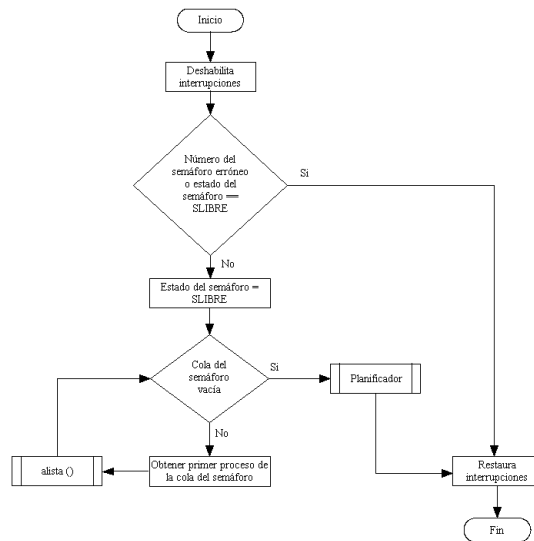 Inicio
Deshabilita
interrupciones
Número del
semáforo erróneo
o estado del
semáforo ==
SLIBRE
Si
No
Estado del semáforo =
SLIBRE
Cola del
semáforo
vacía
Si
Planificador
No
alista ()
Obtener primer proceso de
la cola del semáforo
Restaura
interrupciones
Fin